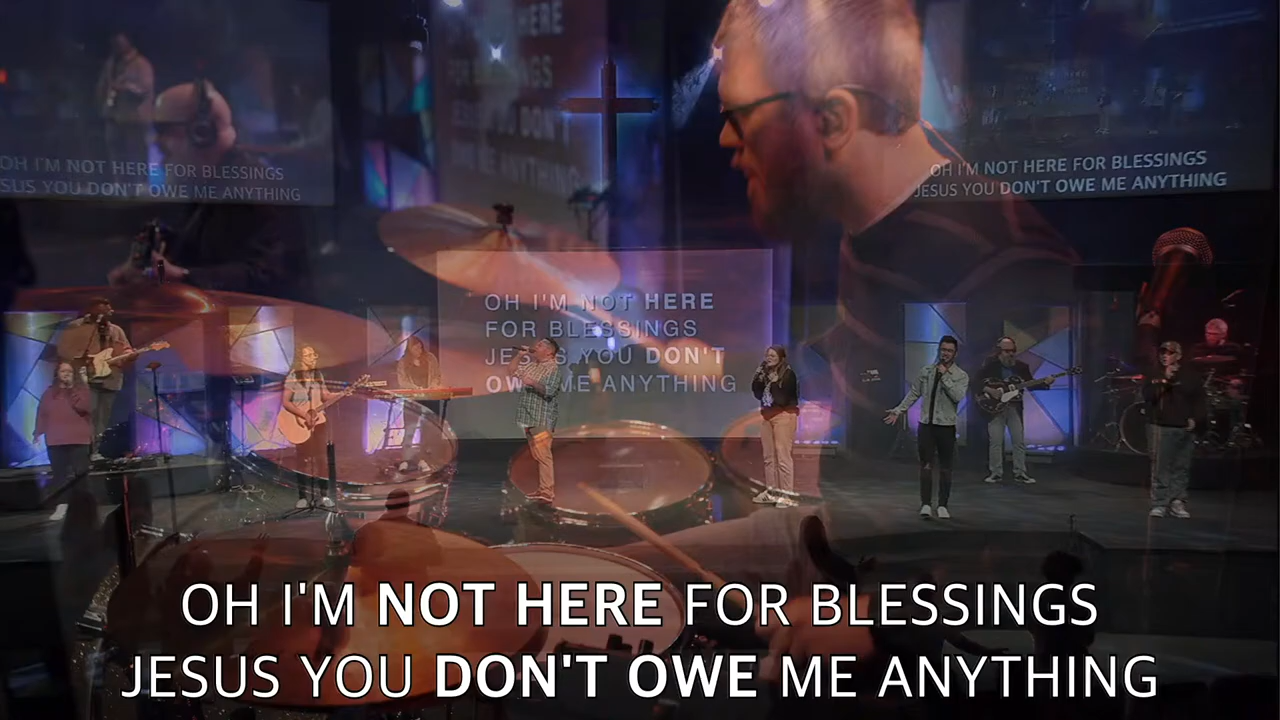 HERE
OH I'M NOT HERE FOR BLESSINGS
SUS YOU DON'T OWE ME ANYTHING
OH I'M NOT HERE FOR BLESSINGS
JESUS YOU DON'T OWE ME ANYTHING
OH I'M NOT HERE
FOR BLESSINGS
JESUS YOU DON'T
OWE ME ANYTHING
OH I'M NOT HERE FOR BLESSINGS
JESUS YOU DON'T OWE ME ANYTHING